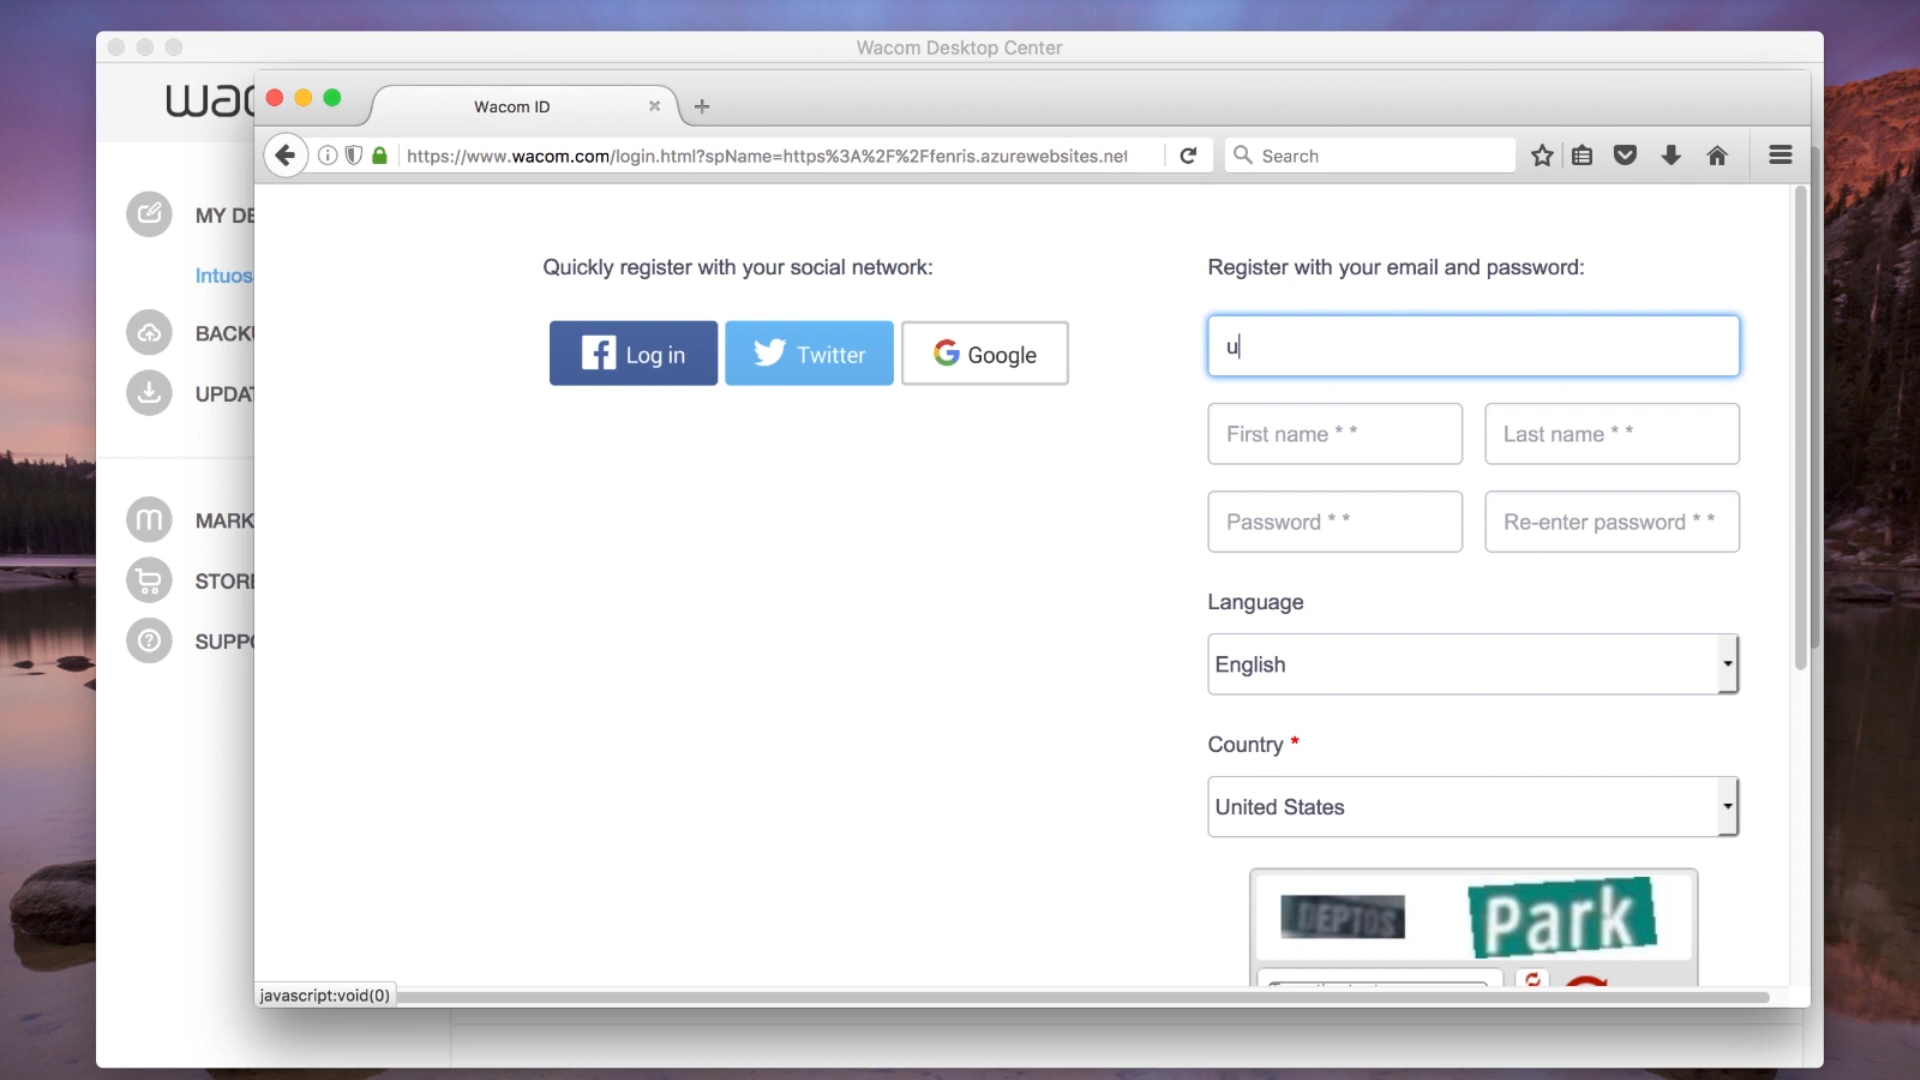 Wacom Desktop Center
wac
Wacom ID
https://www.wacom.com/login.html?spName=https%3A%2F%2Ffenris.azurewebsites.net
Search
MY DE
Intuos
BACKU
UPDAT
MARK
STORE
SUPPO
Quickly register with your social network:
Log in
Twitter
Google
Register with your email and password:
u
First name * *
Last name * *
Password * *
Re-enter password * *
Language
English
Country *
United States
DEPTOS
Park
javascript:void(0)